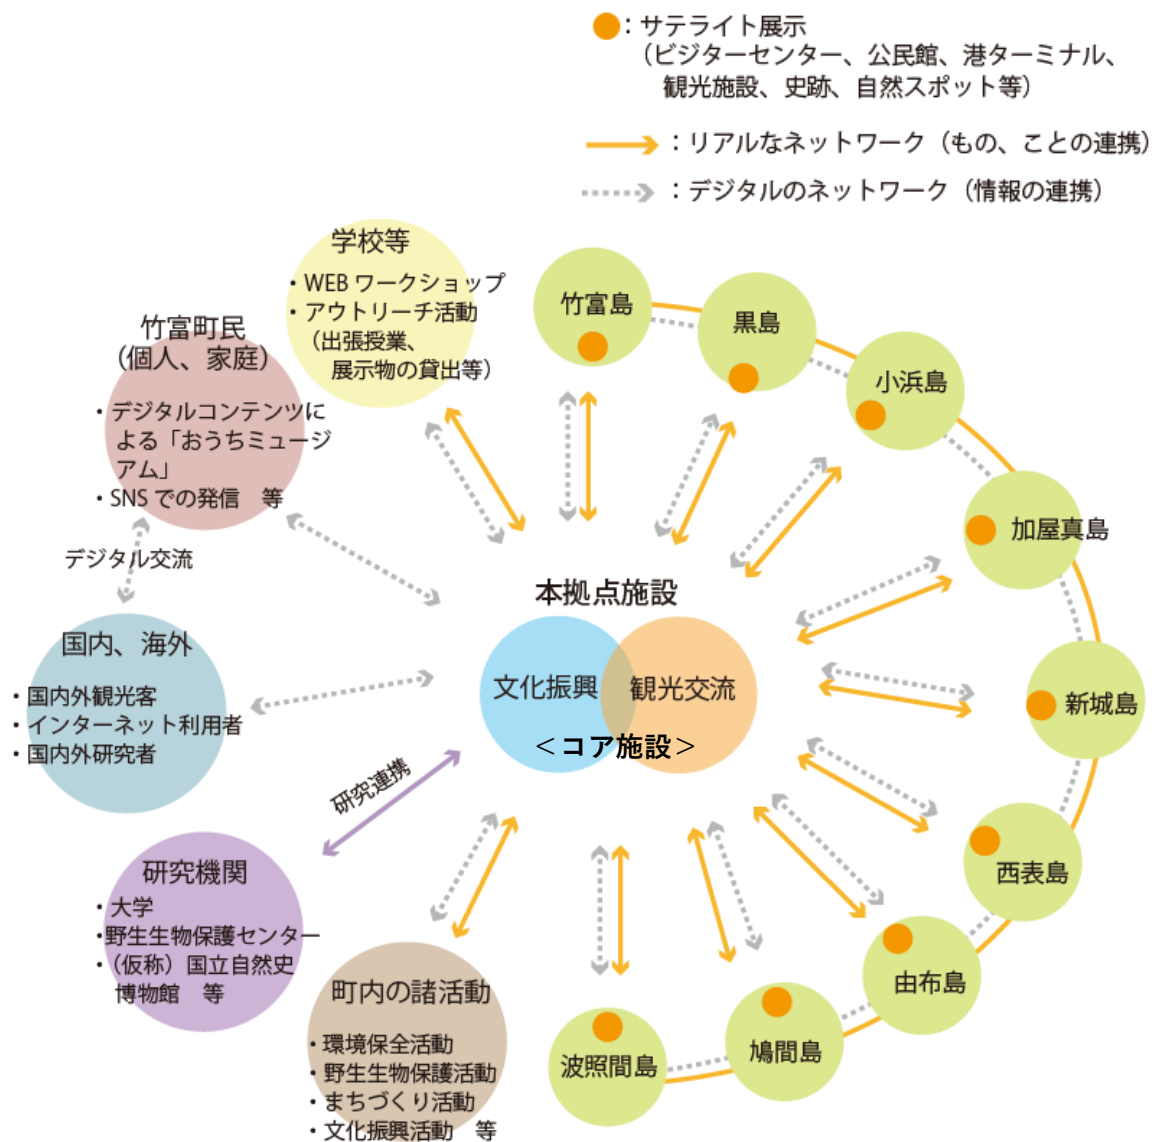 ：サテライト展示
（ビジターセンター、公民館、港ターミナル、
観光施設、史跡、自然スポット等）
：リアルなネットワーク（もの、ことの連携）
：デジタルのネットワーク（情報の連携）
学校等
・WEB ワークショップ
・アウトリーチ活動
（出張授業、
展示物の貸出等）
竹富町民
（個人、家庭）
・デジタルコンテンツに
よる「おうちミュージ
アム」
・SNS での発信　等
デジタル交流
国内、海外
・国内外観光客
・インターネット利用者
・国内外研究者
研究連携
研究機関
・大学
・野生生物保護センター
・（仮称）国立自然史
博物館　等
町内の諸活動
・環境保全活動
・野生生物保護活動
・まちづくり活動
・文化振興活動　等
本拠点施設
文化振興
観光交流
＜コア施設＞
竹富島
黒島
小浜島
加屋真島
新城島
西表島
由布島
鳩間島
波照間島